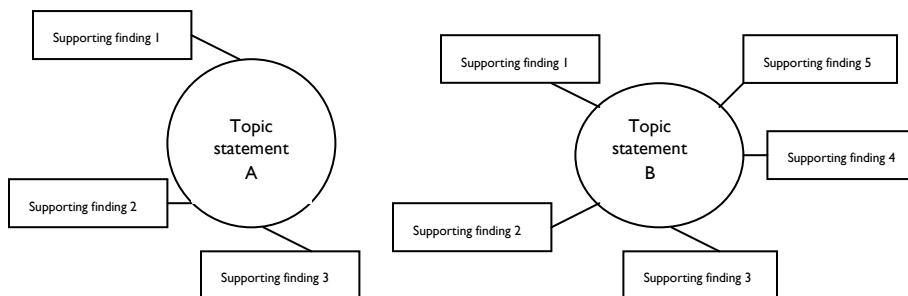 Supporting finding 1
Topic
statement
A
Supporting finding 2
Supporting finding 3
Supporting finding 1
Supporting finding 5
Topic
statement
B
Supporting finding 4
Supporting finding 2
Supporting finding 3